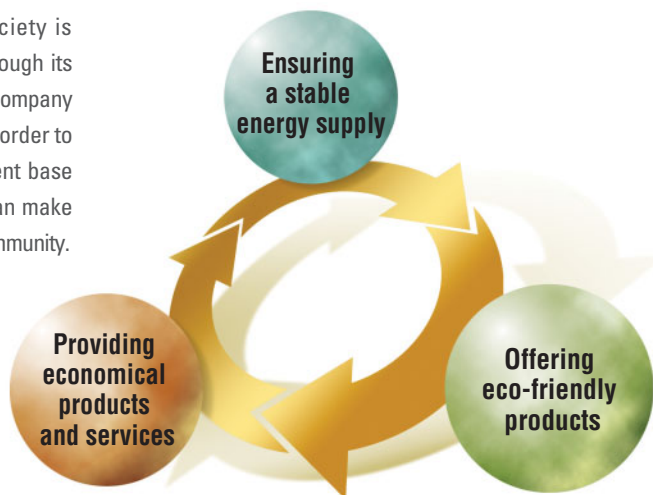 ciety is
ough its
ompany
order to
ent base
an make
mmunity.
Ensuring
a stable
energy supply
Providing
economical
products
and services
Offering
eco-friendly
products